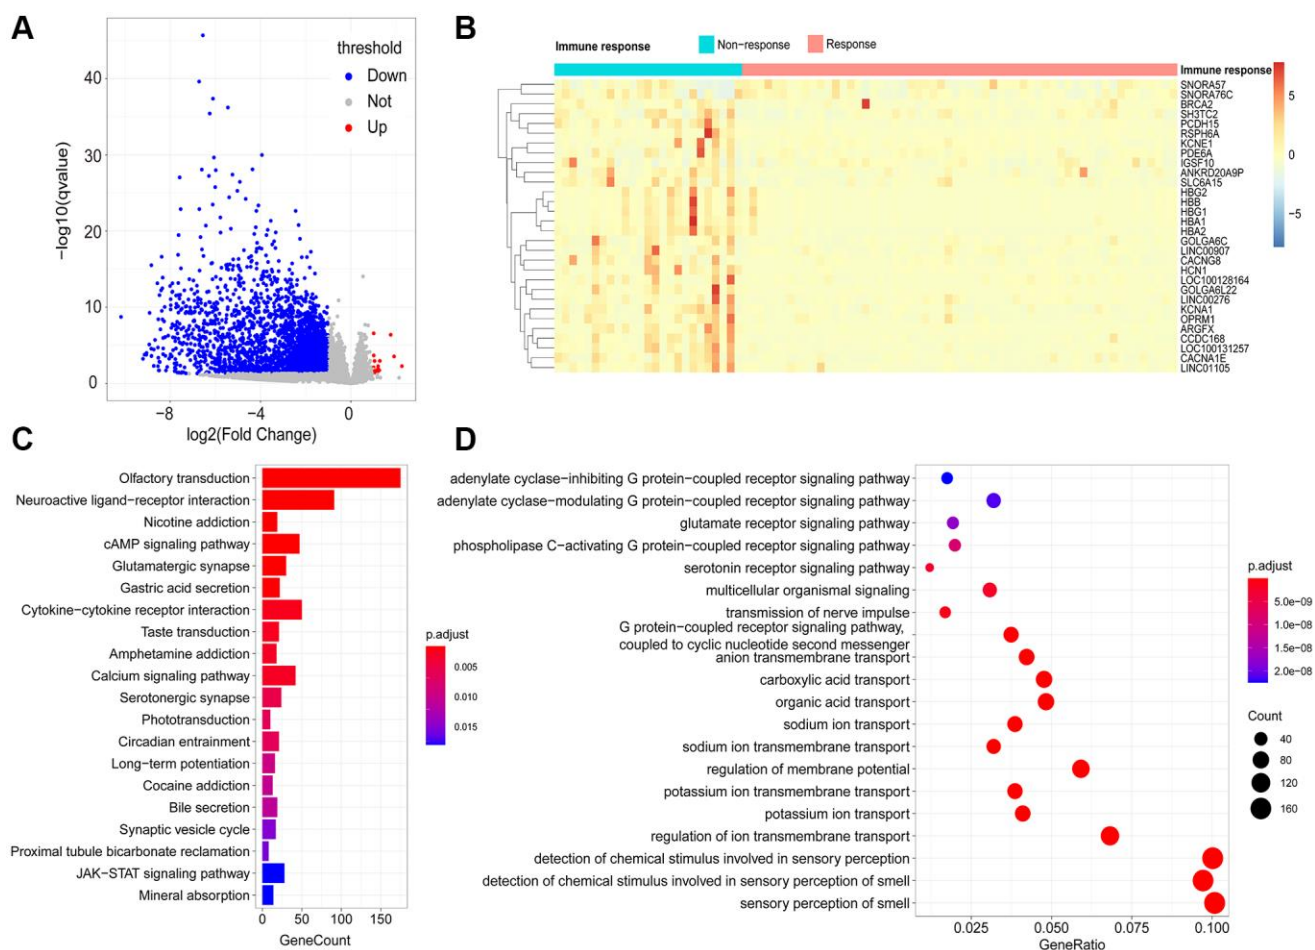 A
threshold
Down
Not
Up
40
30
20
10
0
−log10(qvalue)
−8
−4
0
log2(Fold Change)
B
Immune response
Non−response
Response
Immune response
SNORA57
SNORA76C
BRCA2
SH3TC2
PCDH15
RSPH6A
KCNE1
PDE6A
IGSF10
ANKRD20A9P
SLC6A15
HBG2
HBB
HBG1
HBA1
HBA2
GOLGA6C
LINC00907
CACNG8
HCN1
LOC100128164
GOLGA6L22
LINC00276
KCNA1
OPRM1
ARGFX
CCDC168
LOC100131257
CACNA1E
LINC01105
5
0
−5
C
Olfactory transduction
Neuroactive ligand−receptor interaction
Nicotine addiction
cAMP signaling pathway
Glutamatergic synapse
Gastric acid secretion
Cytokine−cytokine receptor interaction
Taste transduction
Amphetamine addiction
Calcium signaling pathway
Serotonergic synapse
Phototransduction
Circadian entrainment
Long−term potentiation
Cocaine addiction
Bile secretion
Synaptic vesicle cycle
Proximal tubule bicarbonate reclamation
JAK−STAT signaling pathway
Mineral absorption
0
50
100
150
GeneCount
p.adjust
0.005
0.010
0.015
D
adenylate cyclase−inhibiting G protein−coupled receptor signaling pathway
adenylate cyclase−modulating G protein−coupled receptor signaling pathway
glutamate receptor signaling pathway
phospholipase C−activating G protein−coupled receptor signaling pathway
serotonin receptor signaling pathway
multicellular organismal signaling
transmission of nerve impulse
G protein−coupled receptor signaling pathway,
coupled to cyclic nucleotide second messenger
anion transmembrane transport
carboxylic acid transport
organic acid transport
sodium ion transport
sodium ion transmembrane transport
regulation of membrane potential
potassium ion transmembrane transport
potassium ion transport
regulation of ion transmembrane transport
detection of chemical stimulus involved in sensory perception
detection of chemical stimulus involved in sensory perception of smell
sensory perception of smell
0.025
0.050
0.075
0.100
GeneRatio
p.adjust
5.0e−09
1.0e−08
1.5e−08
2.0e−08
Count
40
80
120
160